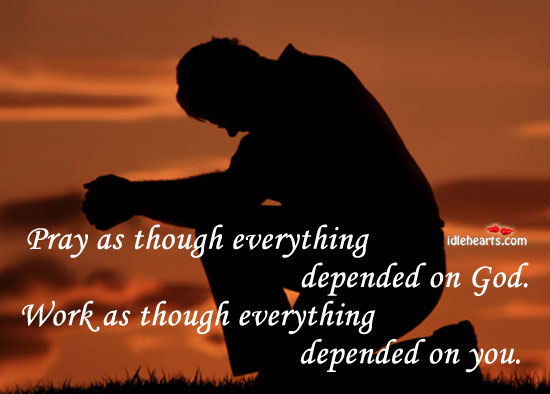 Pray as though everything
idlehearts.com
depended on God.
Work as though everything
depended on you.